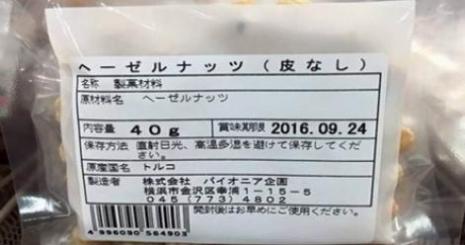 ヘーゼルナッツ(皮なし)
名称 製菓材料
原材料名 ヘーゼルナッツ
内容量 40g 賞味期限 2016.09.24
保存方法 直射日光、高温多湿を避けて保存してくだ
さい。
原産国名 トルコ
製造者 株式会社 パイオニア企画
横浜市金沢区幸浦1-15-5
045(773)4802
開封後はお早めにご使用ください。
4996090564903